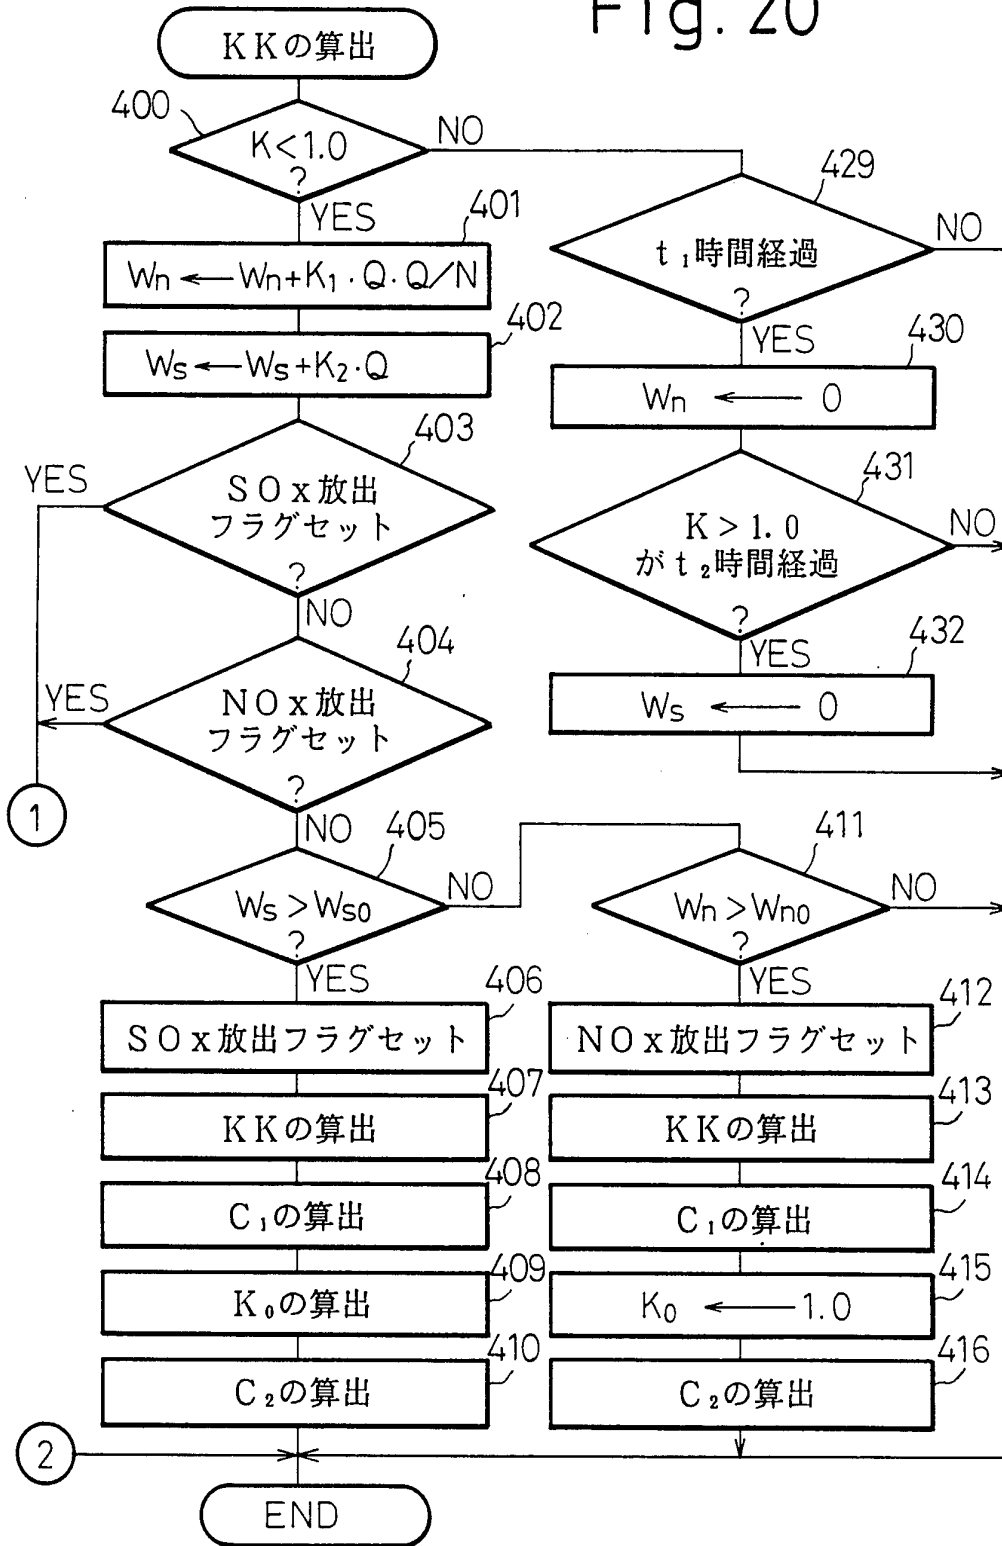 Fig. 20
KKの算出
400
K<1.0
?
NO
YES
401
Wn ← Wn+K₁・Q・Q/N
402
Ws ← Ws+K₂・Q
403
YES
SOx放出
フラグセット
?
NO
404
YES
NOx放出
フラグセット
?
NO
1
405
Ws>Ws0
?
NO
YES
406
SOx放出フラグセット
407
KKの算出
408
C₁の算出
409
K₀の算出
410
C₂の算出
2
END
429
t₁時間経過
?
NO
YES
430
Wn ← 0
431
K>1.0
がt₂時間経過
?
NO
YES
432
Ws ← 0
411
Wn>Wn0
?
NO
YES
412
NOx放出フラグセット
413
KKの算出
414
C₁の算出
415
K₀ ← 1.0
416
C₂の算出